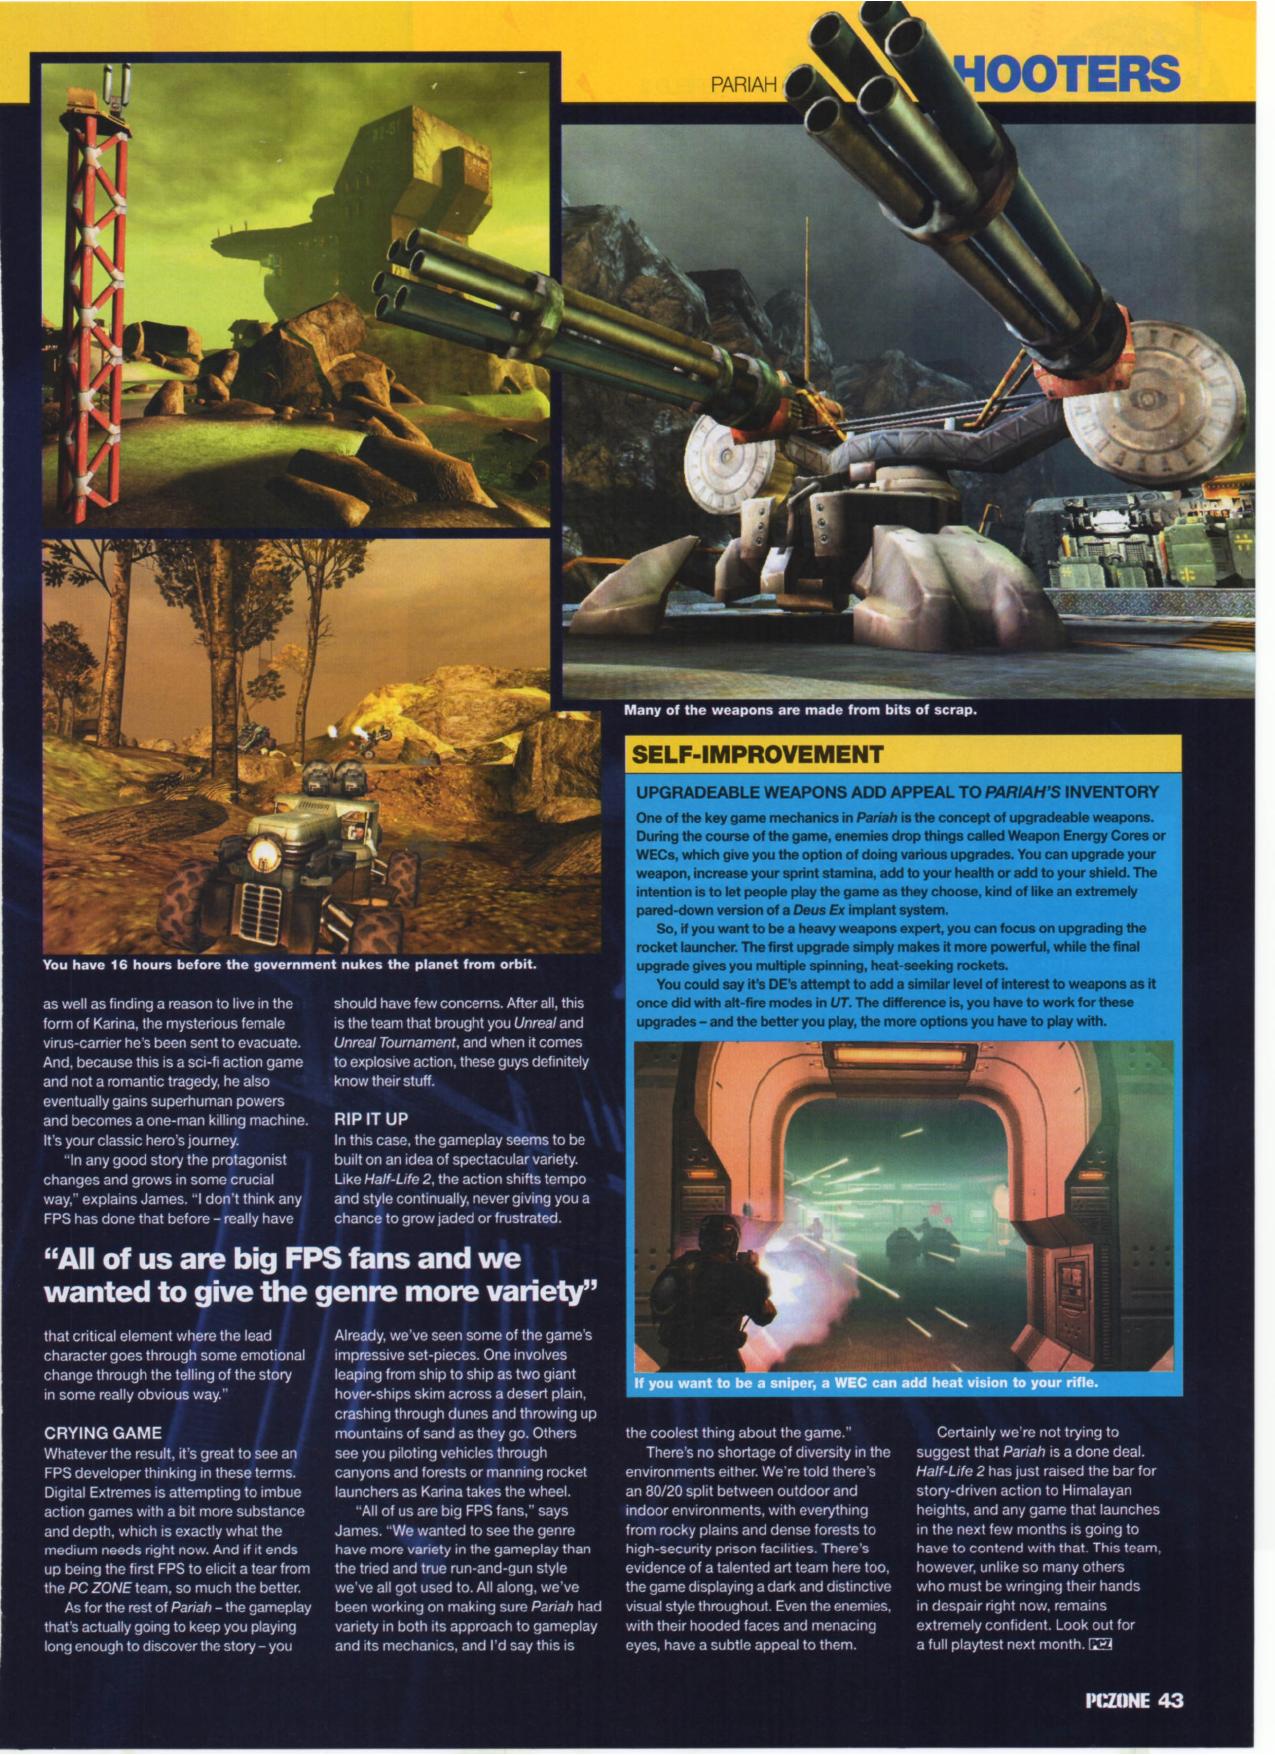 PARIAH
HOOTERS
Many of the weapons are made from bits of scrap.
You have 16 hours before the government nukes the planet from orbit.
as well as finding a reason to live in the
form of Karina, the mysterious female
virus-carrier he's been sent to evacuate.
And, because this is a sci-fi action game
and not a romantic tragedy, he also
eventually gains superhuman powers
and becomes a one-man killing machine.
It's your classic hero's journey.
"In any good story the protagonist
changes and grows in some crucial
way," explains James. "I don't think any
FPS has done that before – really have
should have few concerns. After all, this
is the team that brought you Unreal and
Unreal Tournament, and when it comes
to explosive action, these guys definitely
know their stuff.
RIP IT UP
In this case, the gameplay seems to be
built on an idea of spectacular variety.
Like Half-Life 2, the action shifts tempo
and style continually, never giving you a
chance to grow jaded or frustrated.
"All of us are big FPS fans and we
wanted to give the genre more variety"
that critical element where the lead
character goes through some emotional
change through the telling of the story
in some really obvious way."
CRYING GAME
Whatever the result, it's great to see an
FPS developer thinking in these terms.
Digital Extremes is attempting to imbue
action games with a bit more substance
and depth, which is exactly what the
medium needs right now. And if it ends
up being the first FPS to elicit a tear from
the PC ZONE team, so much the better.
As for the rest of Pariah – the gameplay
that's actually going to keep you playing
long enough to discover the story – you
Already, we've seen some of the game's
impressive set-pieces. One involves
leaping from ship to ship as two giant
hover-ships skim across a desert plain,
crashing through dunes and throwing up
mountains of sand as they go. Others
see you piloting vehicles through
canyons and forests or manning rocket
launchers as Karina takes the wheel.
"All of us are big FPS fans," says
James. "We wanted to see the genre
have more variety in the gameplay than
the tried and true run-and-gun style
we've all got used to. All along, we've
been working on making sure Pariah had
variety in both its approach to gameplay
and its mechanics, and I'd say this is
SELF-IMPROVEMENT
UPGRADEABLE WEAPONS ADD APPEAL TO PARIAH'S INVENTORY
One of the key game mechanics in Pariah is the concept of upgradeable weapons.
During the course of the game, enemies drop things called Weapon Energy Cores or
WECs, which give you the option of doing various upgrades. You can upgrade your
weapon, increase your sprint stamina, add to your health or add to your shield. The
intention is to let people play the game as they choose, kind of like an extremely
pared-down version of a Deus Ex implant system.
So, if you want to be a heavy weapons expert, you can focus on upgrading the
rocket launcher. The first upgrade simply makes it more powerful, while the final
upgrade gives you multiple spinning, heat-seeking rockets.
You could say it's DE's attempt to add a similar level of interest to weapons as it
once did with alt-fire modes in UT. The difference is, you have to work for these
upgrades – and the better you play, the more options you have to play with.
If you want to be a sniper, a WEC can add heat vision to your rifle.
the coolest thing about the game."
There's no shortage of diversity in the
environments either. We're told there's
an 80/20 split between outdoor and
indoor environments, with everything
from rocky plains and dense forests to
high-security prison facilities. There's
evidence of a talented art team here too,
the game displaying a dark and distinctive
visual style throughout. Even the enemies,
with their hooded faces and menacing
eyes, have a subtle appeal to them.
Certainly we're not trying to
suggest that Pariah is a done deal.
Half-Life 2 has just raised the bar for
story-driven action to Himalayan
heights, and any game that launches
in the next few months is going to
have to contend with that. This team,
however, unlike so many others
who must be wringing their hands
in despair right now, remains
extremely confident. Look out for
a full playtest next month. PCZ
PCZONE 43